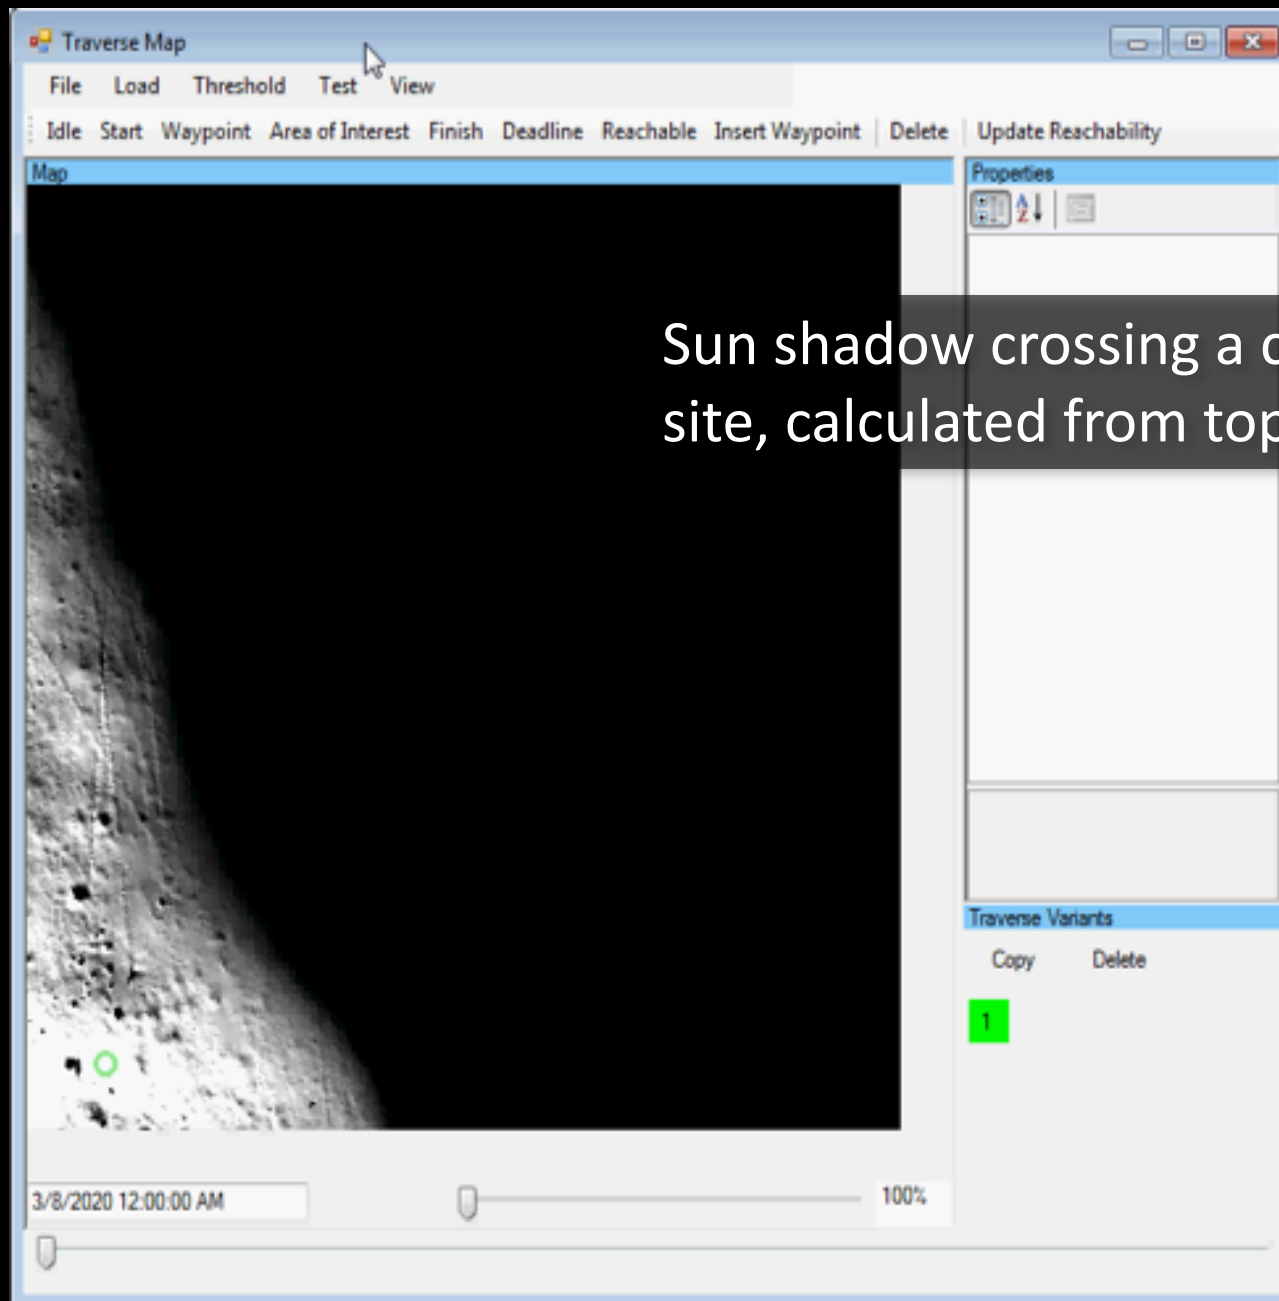 Traverse Map
File Load Threshold Test View
Idle Start Waypoint Area of Interest Finish Deadline Reachable Insert Waypoint Delete Update Reachability
Map
Properties
Sun shadow crossing a
site, calculated from
Traverse Variants
Copy Delete
1
3/8/2020 12:00:00 AM
100%